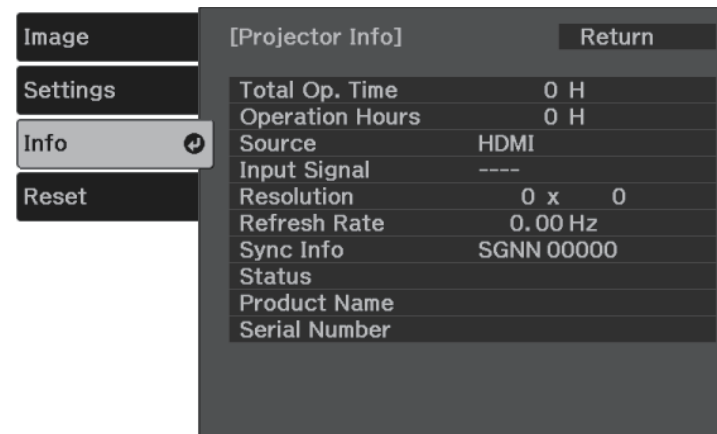 Image
Settings
Info
Reset
[Projector Info]
Return
Total Op. Time 0 H
Operation Hours 0 H
Source HDMI
Input Signal ----
Resolution 0 x 0
Refresh Rate 0.00 Hz
Sync Info SGNN 00000
Status
Product Name
Serial Number